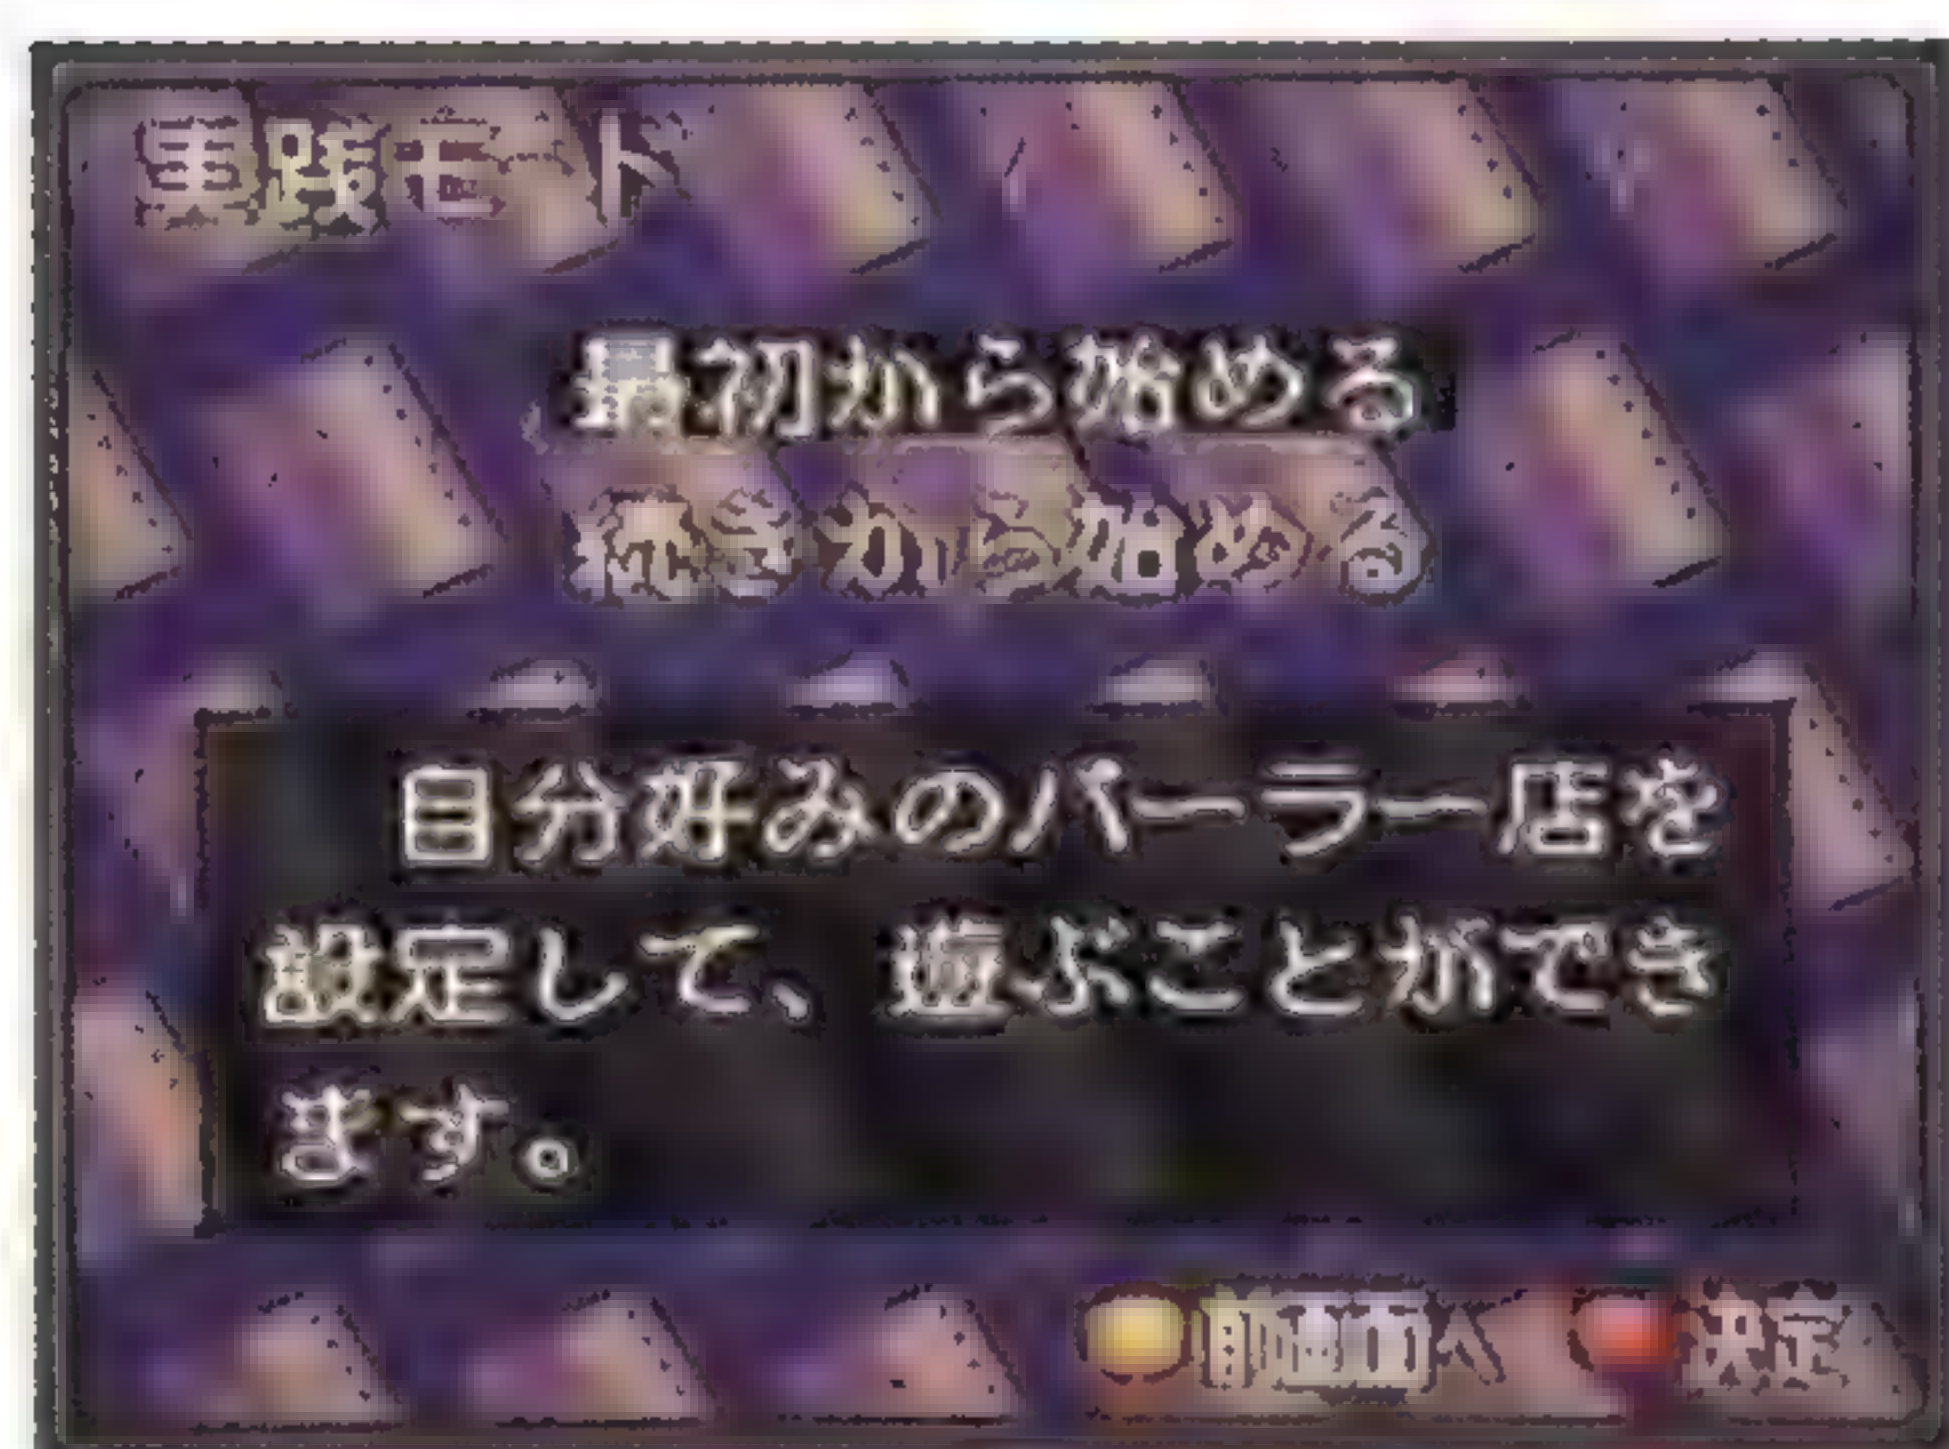 実践モード
最初から始める
続きから始める
自分好みのパーラー店を
設定して、遊ぶことができ
ます。
前画面へ 決定